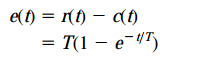 e(t) = r(t) − c(t)
= T(1 − e^{−t/T})